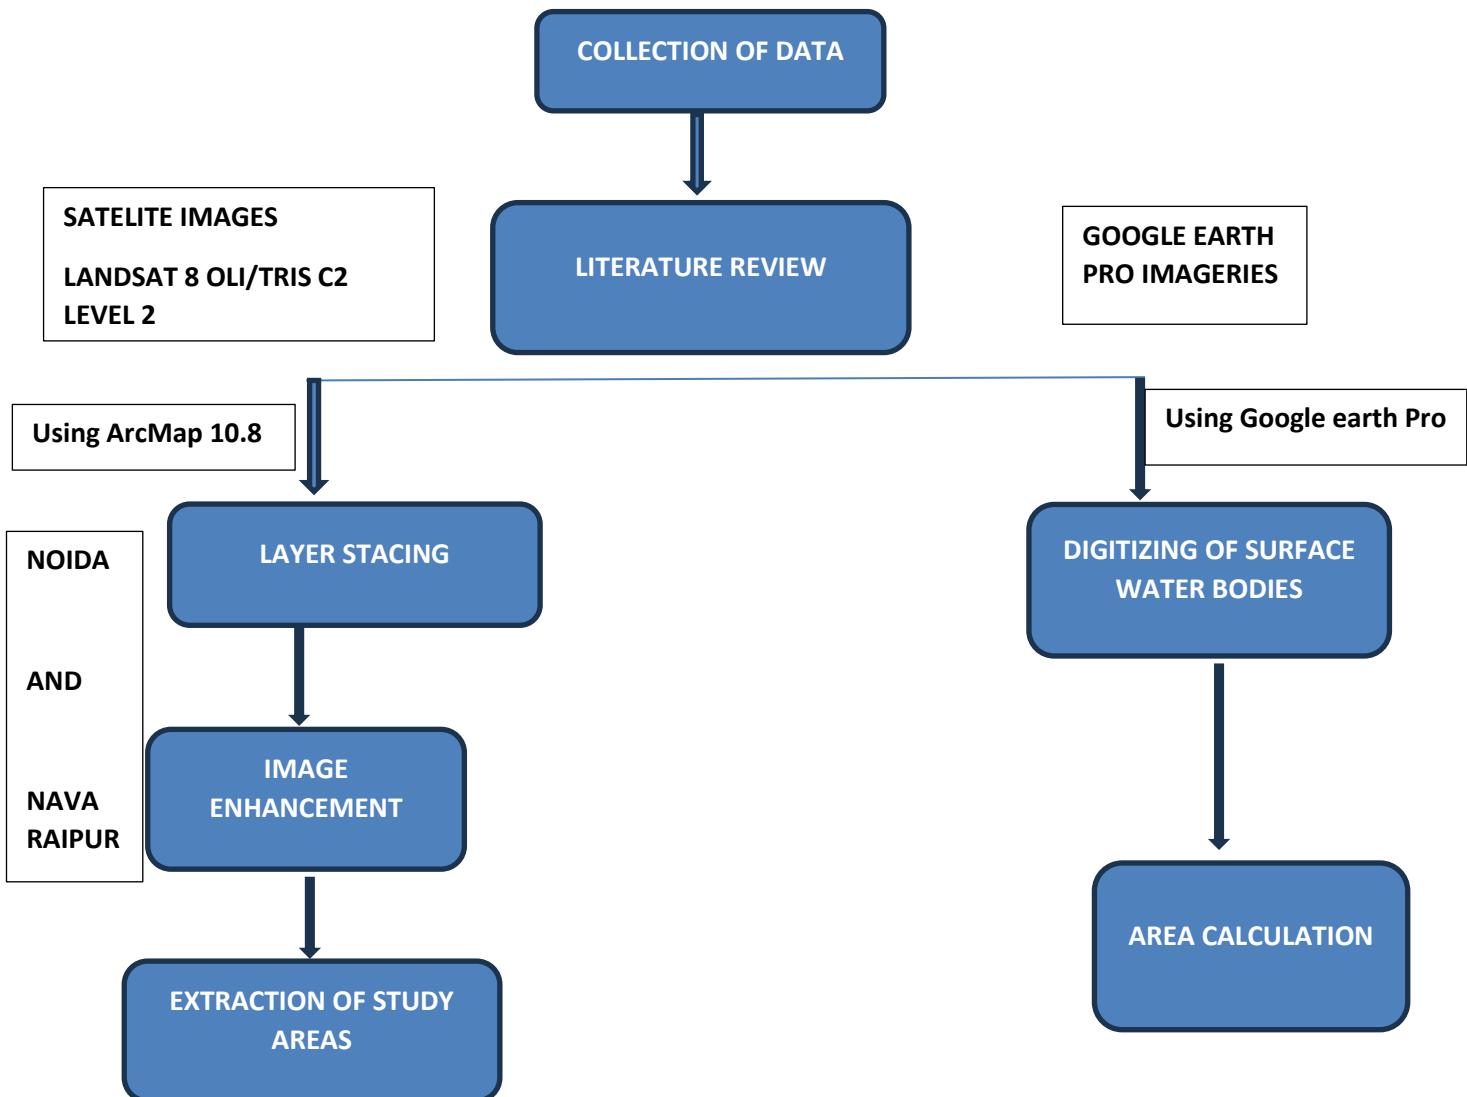 COLLECTION OF DATA
SATELITE IMAGES
LANDSAT 8 OLI/TRIS C2
LEVEL 2
LITERATURE REVIEW
GOOGLE EARTH
PRO IMAGERIES
Using ArcMap 10.8
Using Google earth Pro
NOIDA
AND
NAVA
RAIPUR
LAYER STACING
DIGITIZING OF SURFACE
WATER BODIES
IMAGE
ENHANCEMENT
AREA CALCULATION
EXTRACTION OF STUDY
AREAS